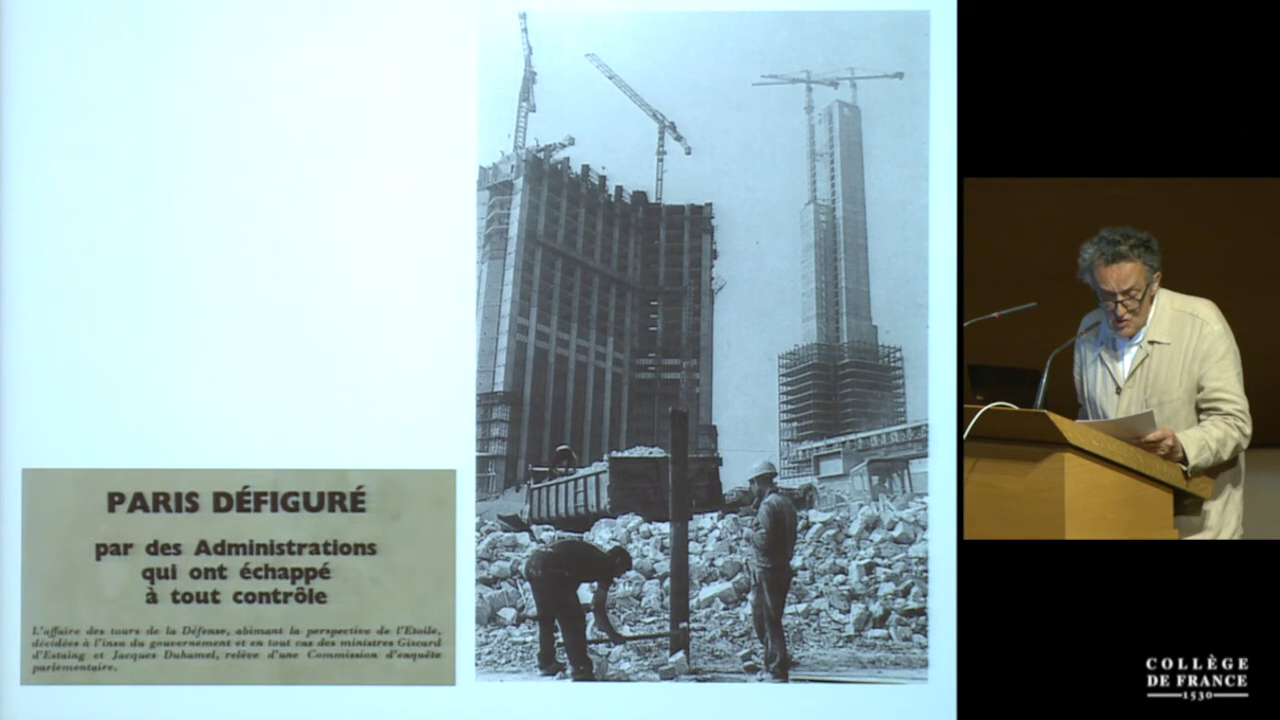 PARIS DÉFIGURÉ
par des Administrations
qui ont échappé
à tout contrôle
L'affaire des tours de la Défense, abimant la perspective de l'Etoile,
décidées à l'insu du gouvernement et en tout cas des ministres Giscard
d'Estaing et Jacques Duhamel, relève d'une Commission d'enquête
parlementaire.
COLLÈGE
DE FRANCE
1530